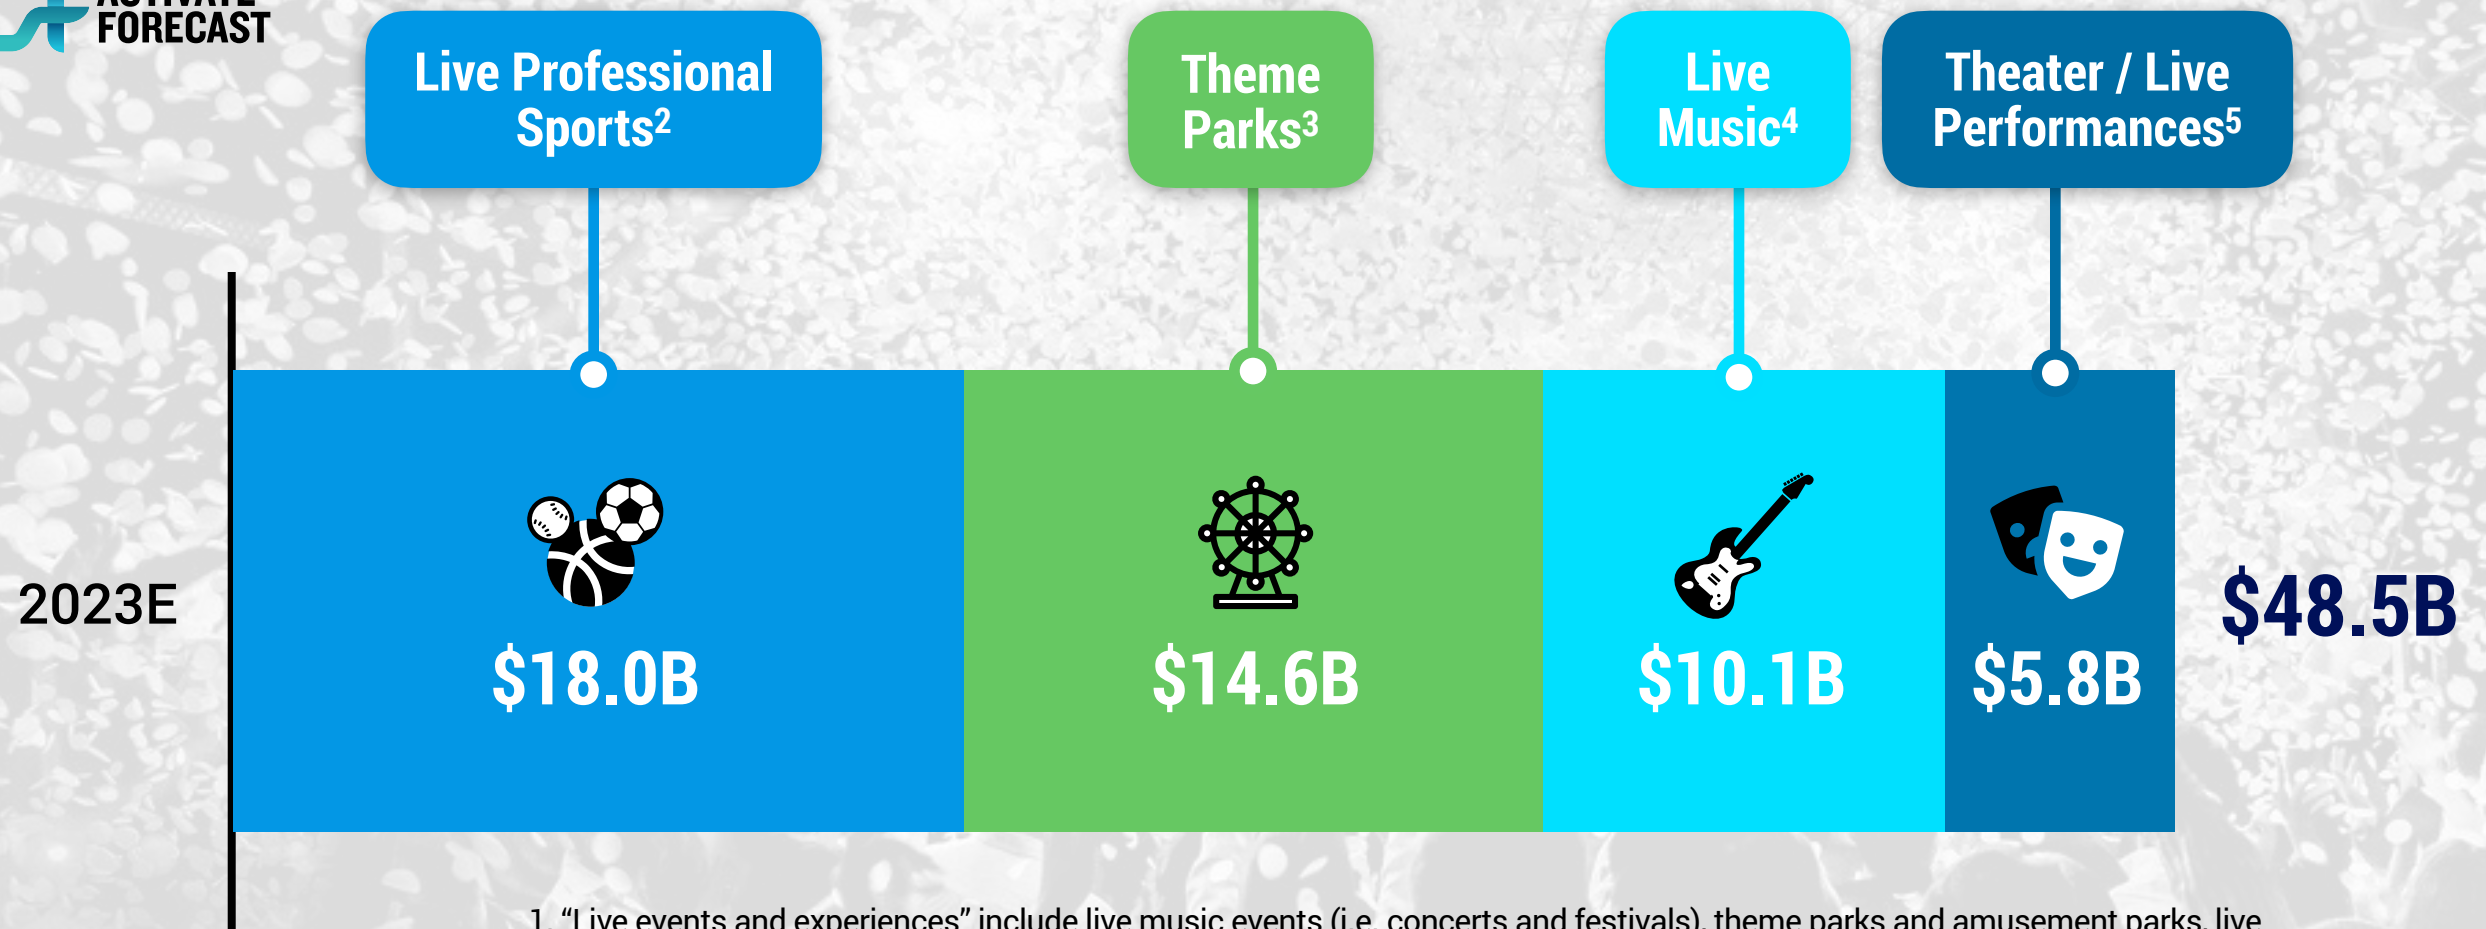 FORECAST
Live Professional
Sports²
Theme
Parks³
Live
Music⁴
Theater / Live
Performances⁵
2023E
$18.0B
$14.6B
$10.1B
$5.8B
$48.5B
1. “Live events and experiences” include live music events (i.e. concerts and festivals), theme parks and amusement parks, live